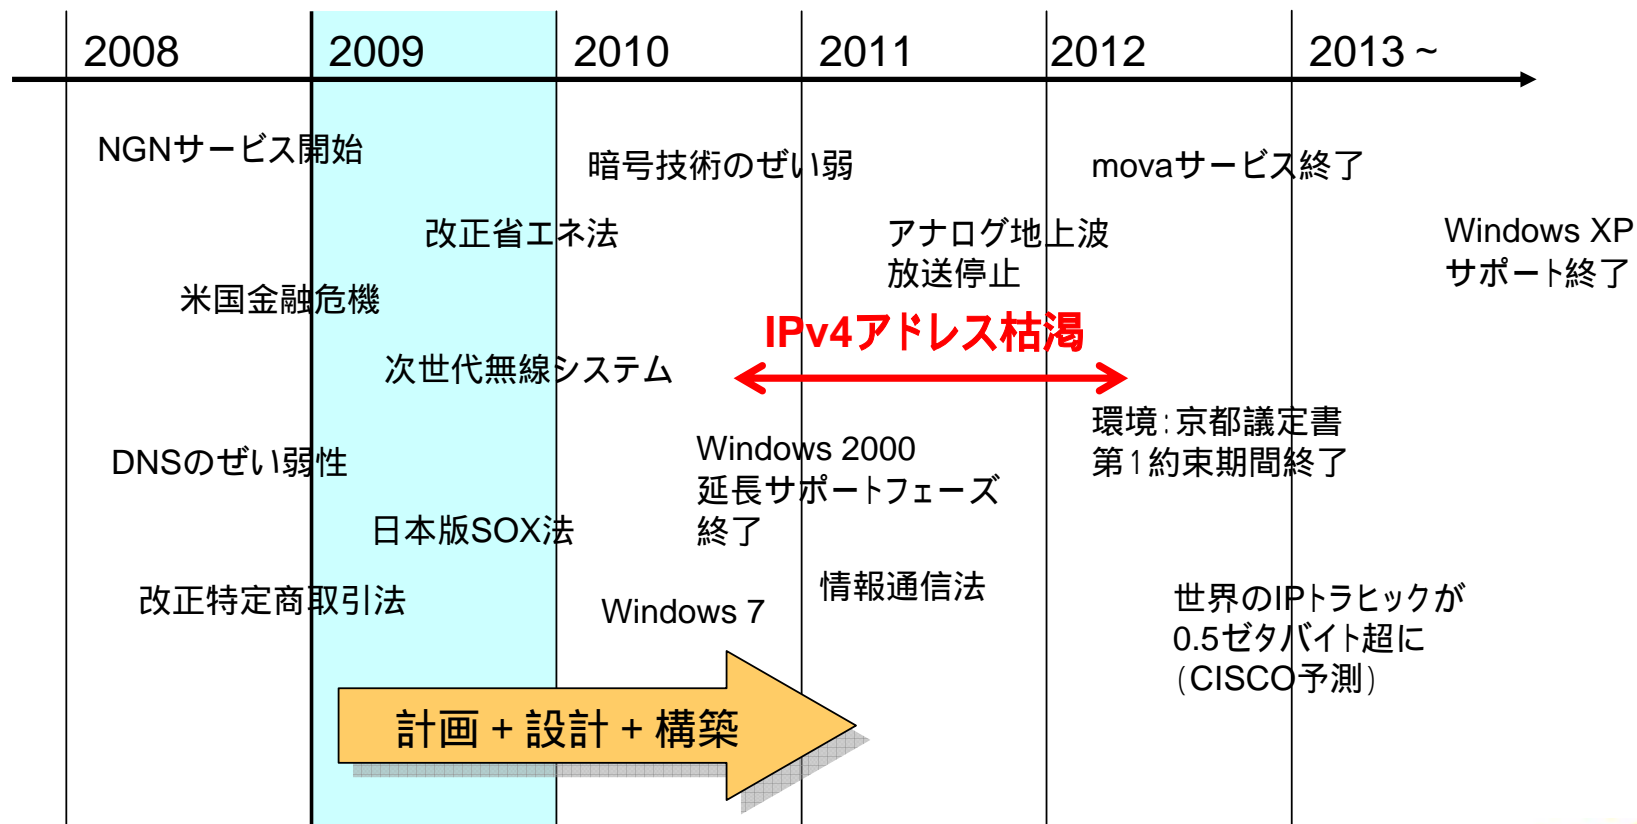 2008
2009
2010
2011
2012
2013～
NGNサービス開始
暗号技術のぜい弱
movaサービス終了
改正省エネ法
アナログ地上波
放送停止
Windows XP
サポート終了
米国金融危機
IPv4アドレス枯渇
次世代無線システム
環境：京都議定書
第1約束期間終了
DNSのぜい弱性
Windows 2000
延長サポートフェーズ
終了
日本版SOX法
情報通信法
改正特定商取引法
Windows 7
世界のIPトラヒックが
0.5ゼタバイト超に
（CISCO予測）
計画＋設計＋構築